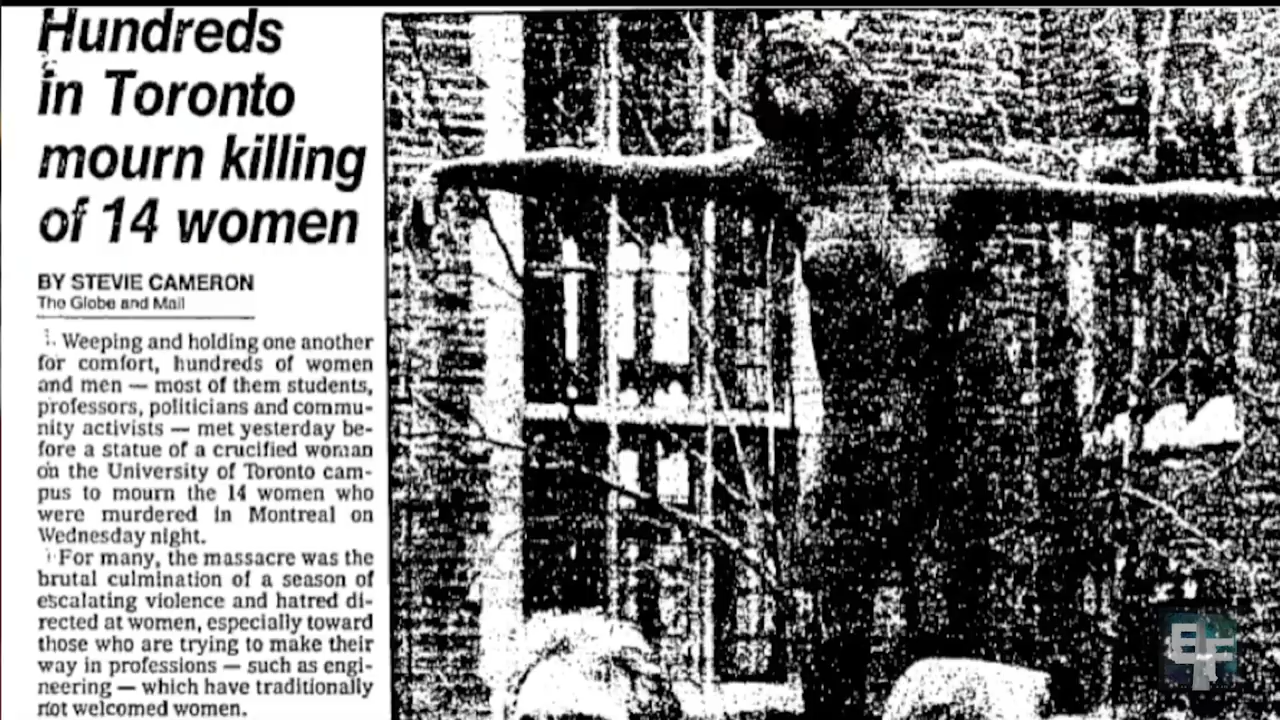 Hundreds
in Toronto
mourn killing
of 14 women
BY STEVIE CAMERON
The Globe and Mail
Weeping and holding one another
for comfort, hundreds of women
and men — most of them students,
professors, politicians and commu-
nity activists — met yesterday be-
fore a statue of a crucified woman
on the University of Toronto cam-
pus to mourn the 14 women who
were murdered in Montreal on
Wednesday night.
For many, the massacre was the
brutal culmination of a season of
escalating violence and hatred di-
rected at women, especially toward
those who are trying to make their
way in professions — such as engi-
neering — which have traditionally
not welcomed women.